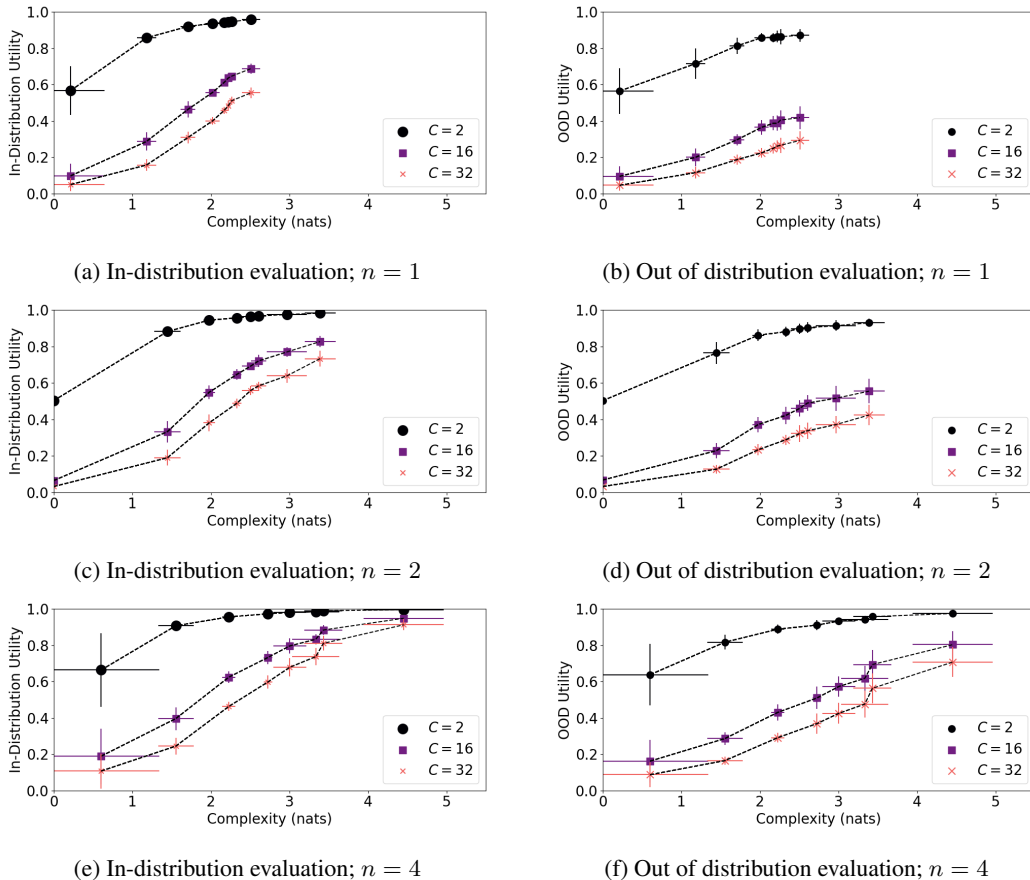 1.0
0.8
0.6
0.4
0.2
0.0
In-Distribution Utility
0 1 2 3 4 5
Complexity (nats)
C = 2
C = 16
C = 32
(a) In-distribution evaluation; n = 1
1.0
0.8
0.6
0.4
0.2
0.0
OOD Utility
0 1 2 3 4 5
Complexity (nats)
C = 2
C = 16
C = 32
(b) Out of distribution evaluation; n = 1
1.0
0.8
0.6
0.4
0.2
0.0
In-Distribution Utility
0 1 2 3 4 5
Complexity (nats)
C = 2
C = 16
C = 32
(c) In-distribution evaluation; n = 2
1.0
0.8
0.6
0.4
0.2
0.0
OOD Utility
0 1 2 3 4 5
Complexity (nats)
C = 2
C = 16
C = 32
(d) Out of distribution evaluation; n = 2
1.0
0.8
0.6
0.4
0.2
0.0
In-Distribution Utility
0 1 2 3 4 5
Complexity (nats)
C = 2
C = 16
C = 32
(e) In-distribution evaluation; n = 4
1.0
0.8
0.6
0.4
0.2
0.0
OOD Utility
0 1 2 3 4 5
Complexity (nats)
C = 2
C = 16
C = 32
(f) Out of distribution evaluation; n = 4